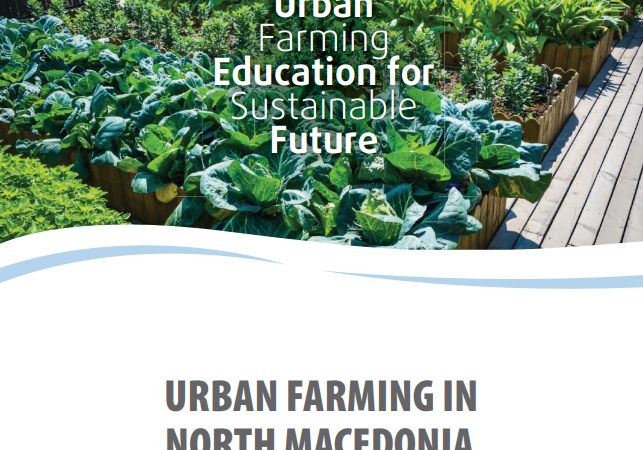 Urban
Farming
Education for
Sustainable
Future
URBAN FARMING IN
NORTH MACEDONIA